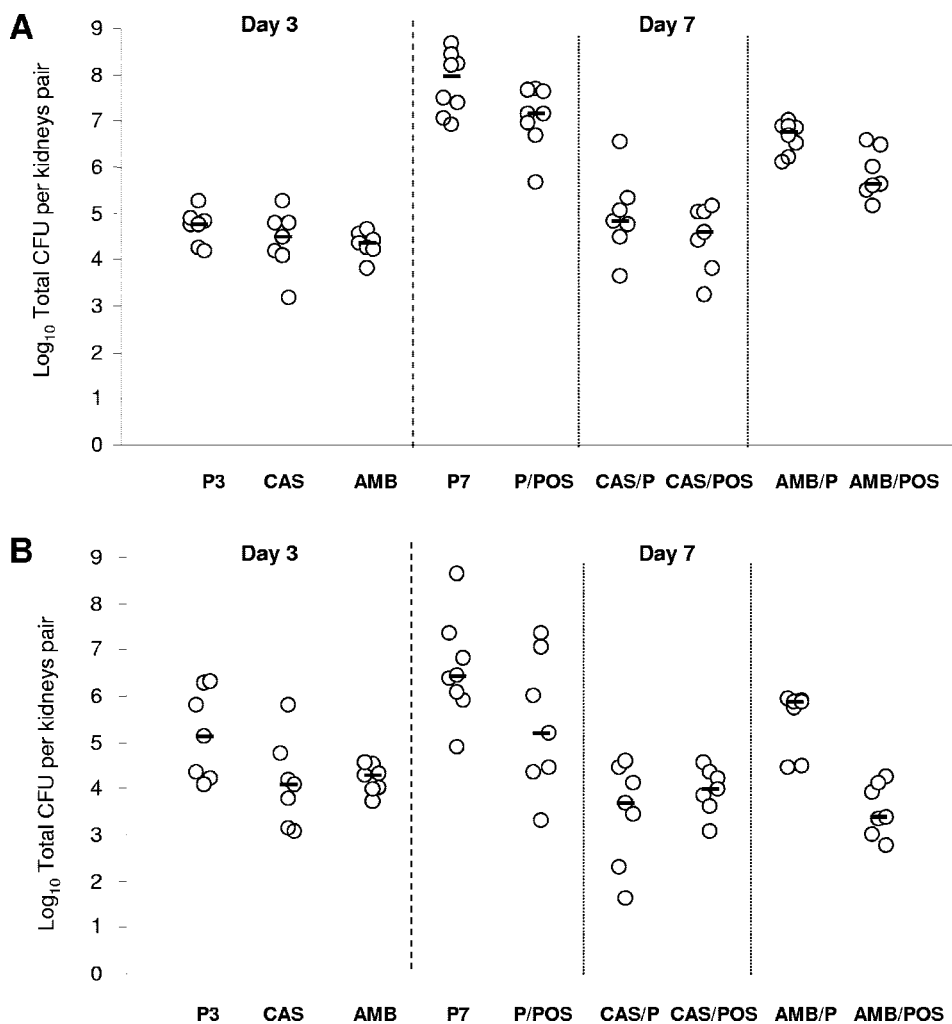 A
Day 3
Day 7
Log10 Total CFU per kidneys pair
9
8
7
6
5
4
3
2
1
0
P3 CAS AMB P7 P/POS CAS/P CAS/POS AMB/P AMB/POS
B
Day 3
Day 7
Log10 Total CFU per kidneys pair
9
8
7
6
5
4
3
2
1
0
P3 CAS AMB P7 P/POS CAS/P CAS/POS AMB/P AMB/POS